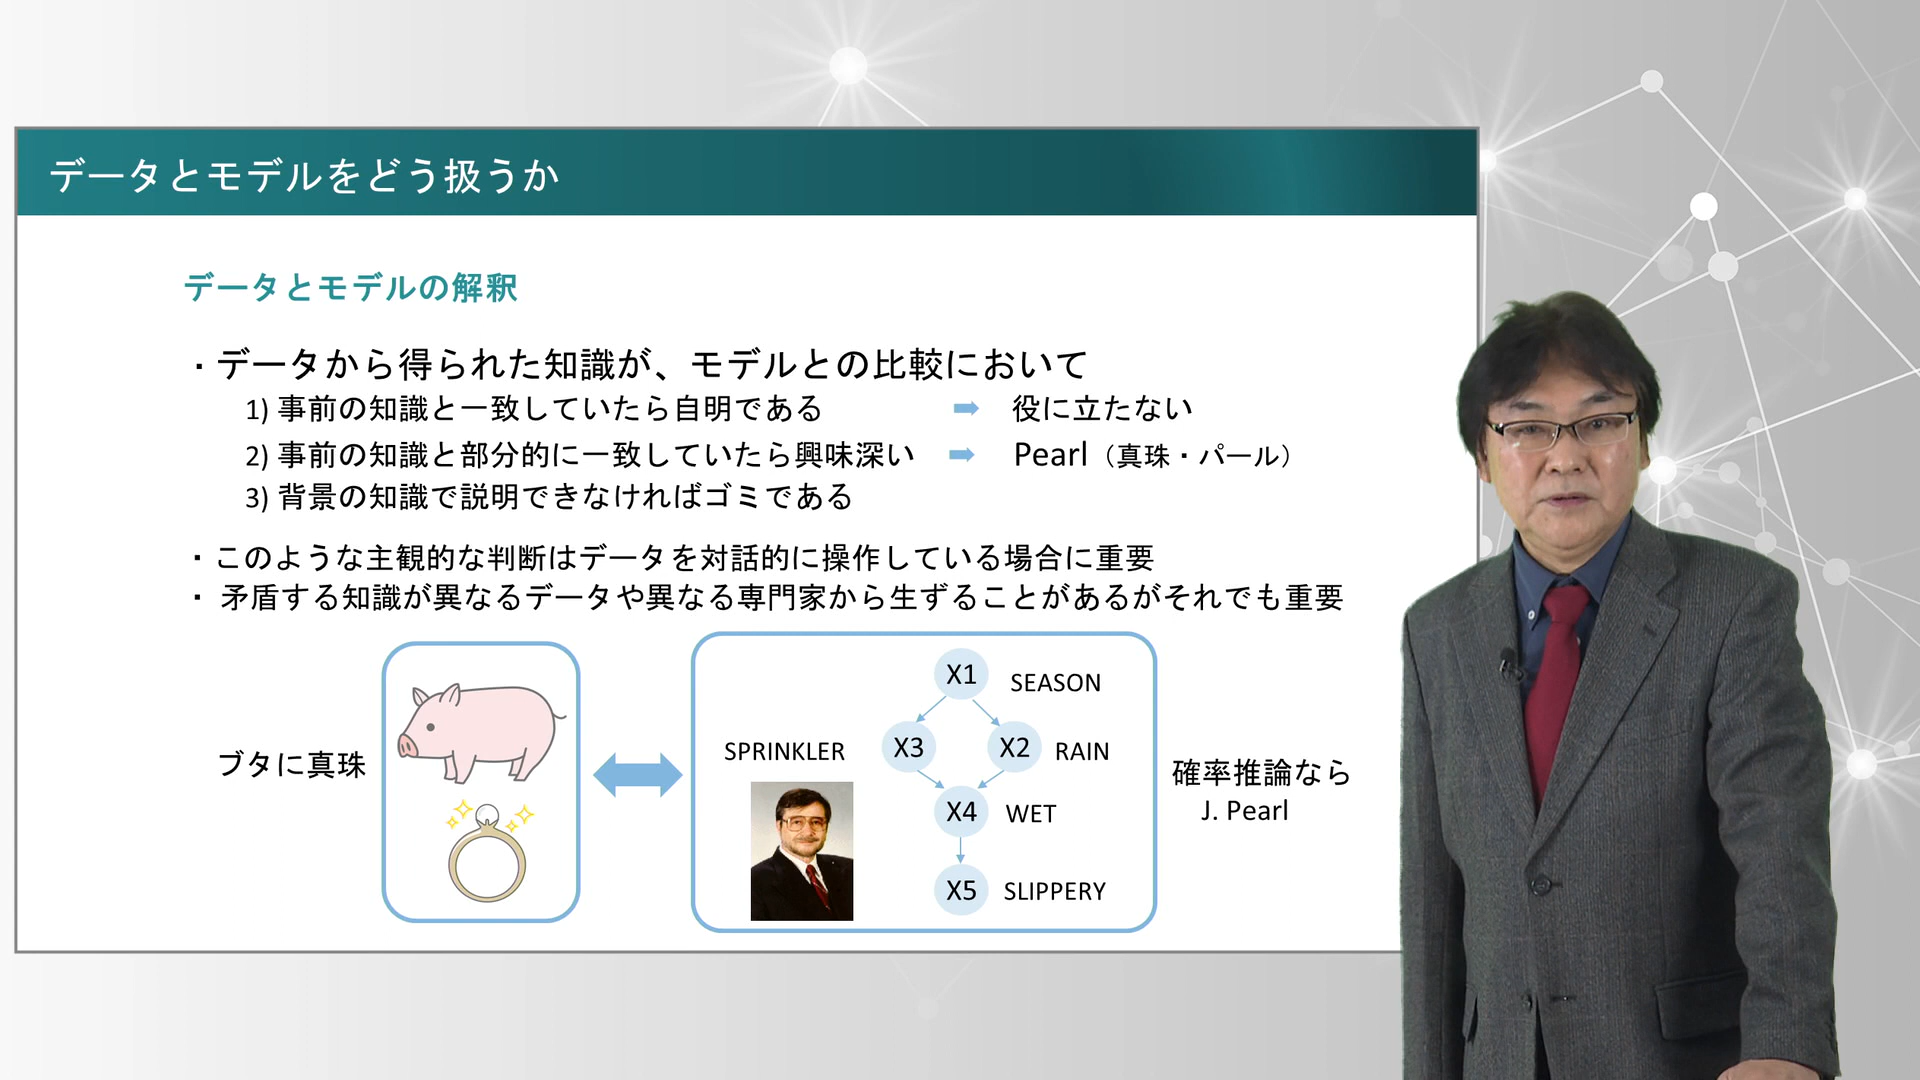 データとモデルをどう扱うか
データとモデルの解釈
・データから得られた知識が、モデルとの比較において
1) 事前の知識と一致していたら自明である ➡ 役に立たない
2) 事前の知識と部分的に一致していたら興味深い ➡ Pearl（真珠・パール）
3) 背景の知識で説明できなければゴミである
・このような主観的な判断はデータを対話的に操作している場合に重要
・ 矛盾する知識が異なるデータや異なる専門家から生ずることがあるがそれでも重要
ブタに真珠
X1 SEASON
SPRINKLER X3 X2 RAIN
X4 WET
X5 SLIPPERY
確率推論なら
J. Pearl